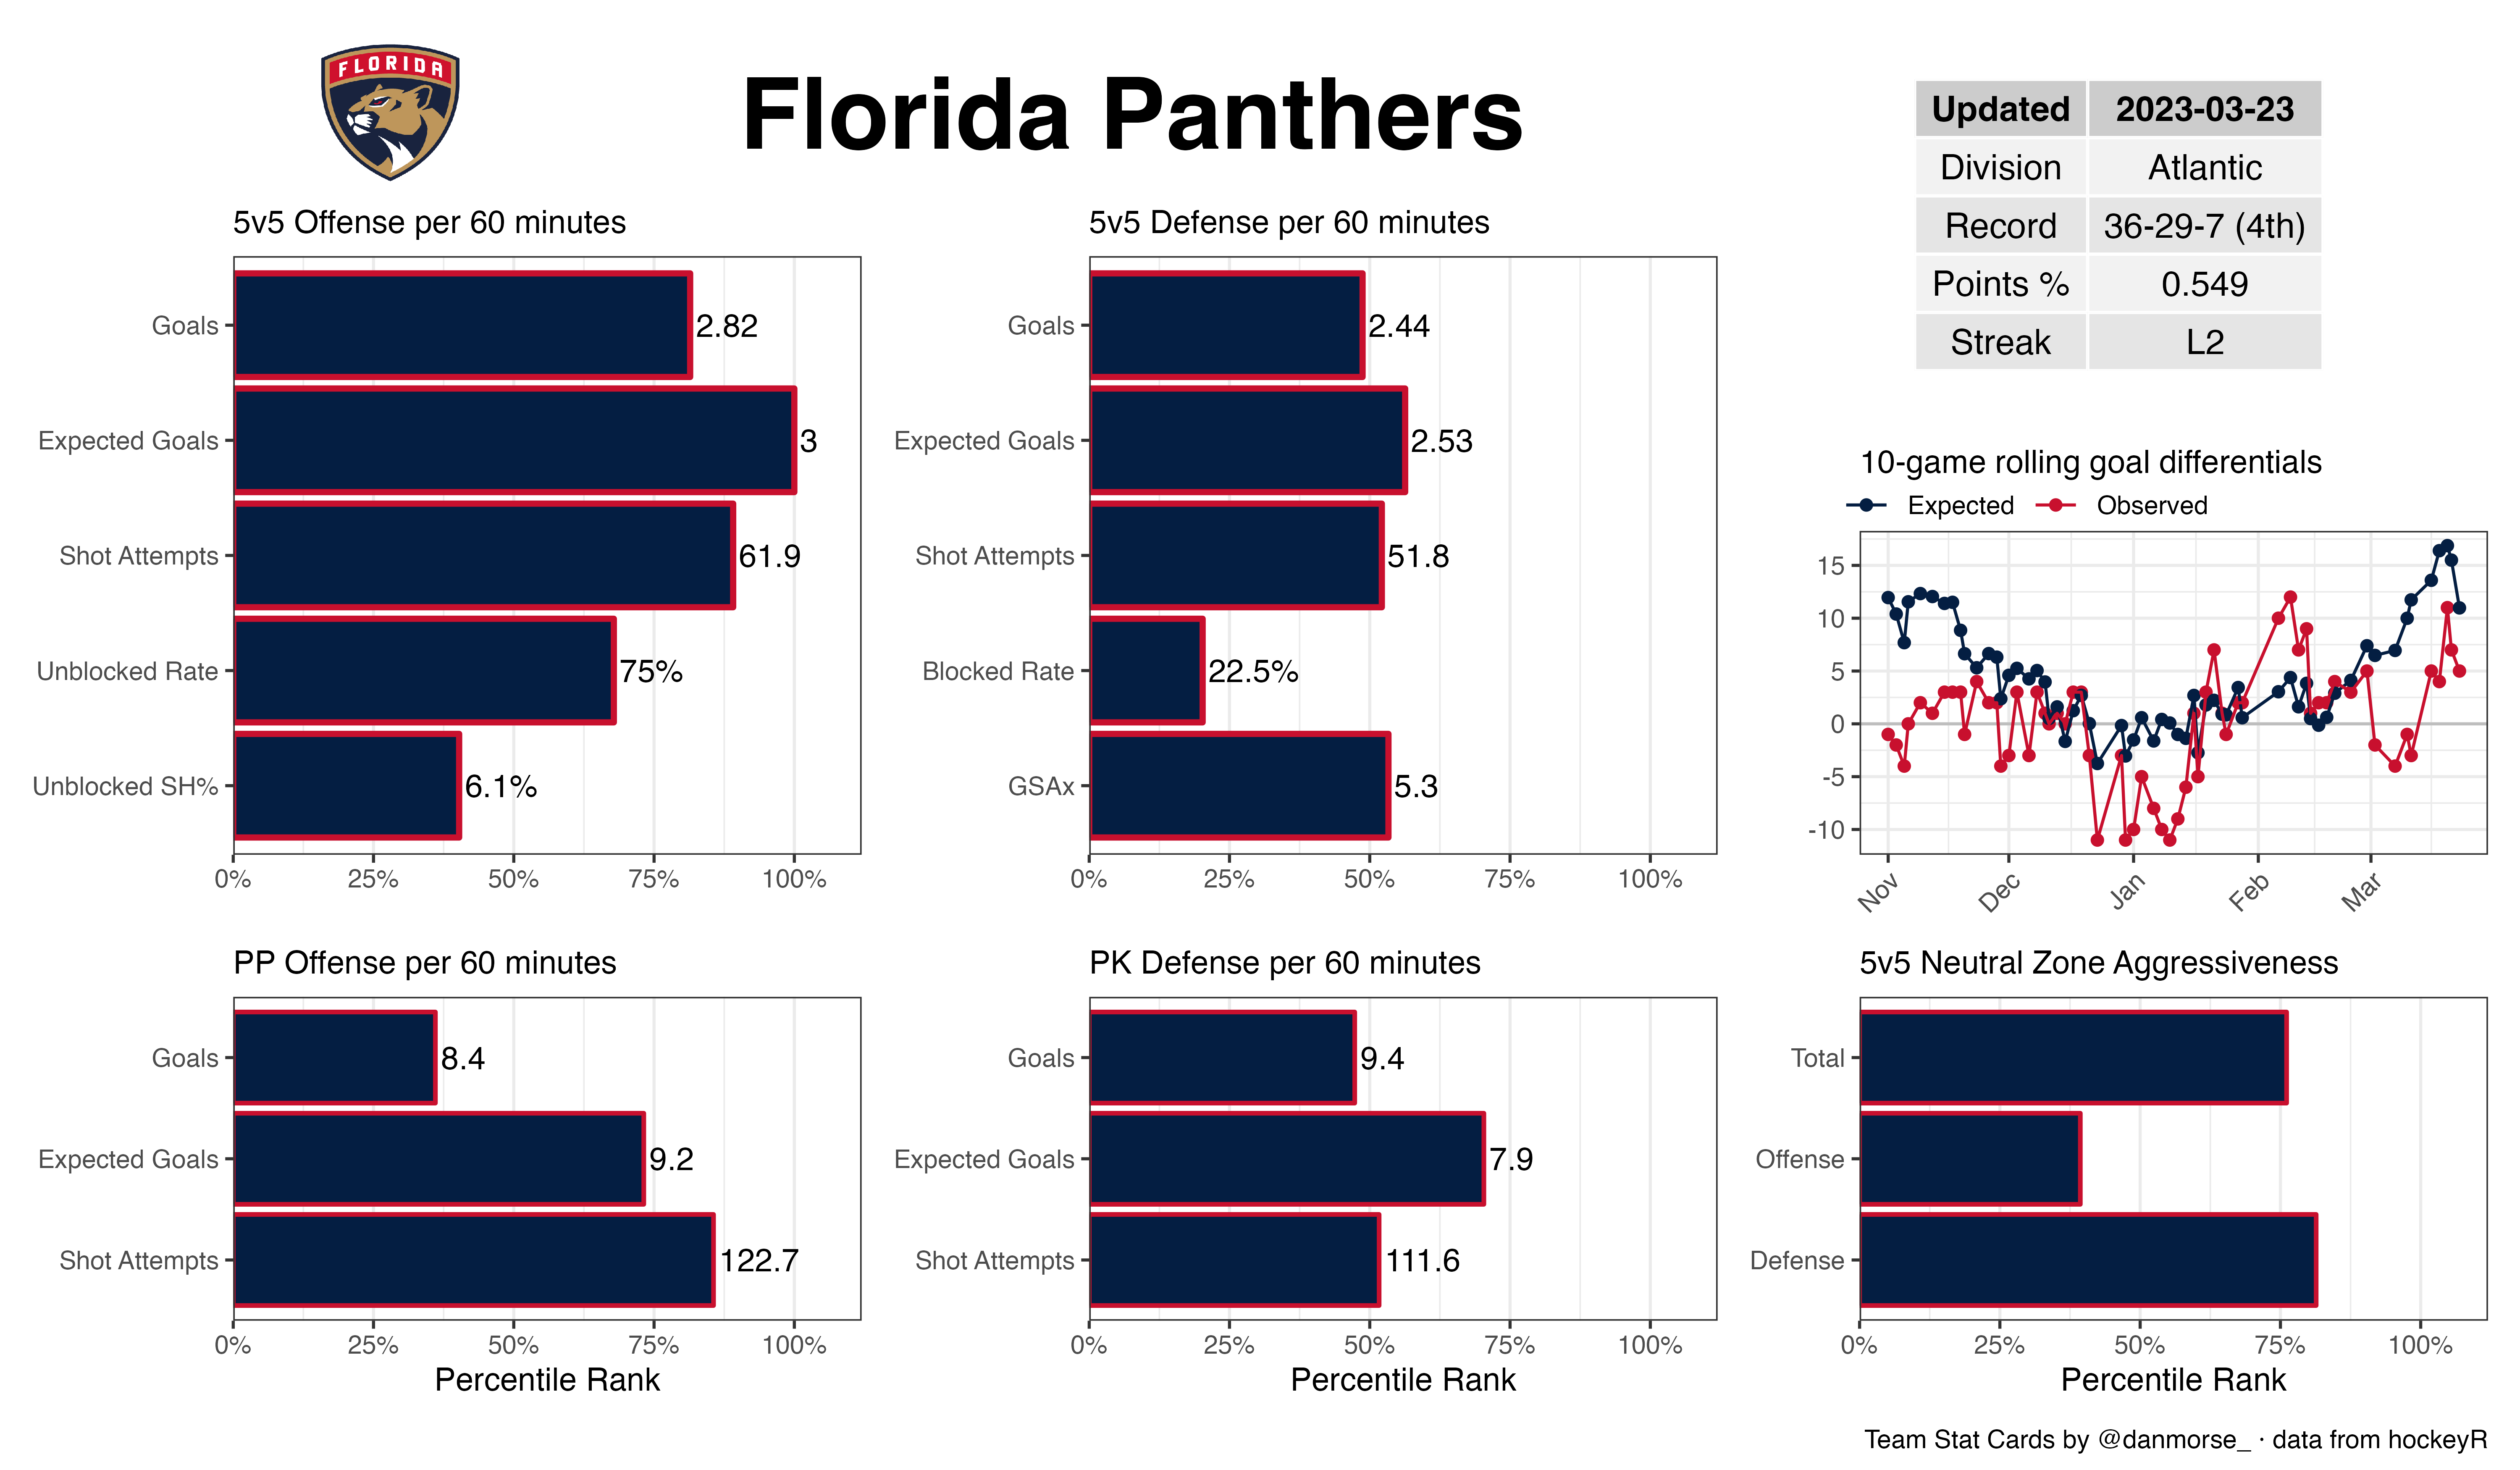 FLORIDA
Florida Panthers
Updated 2023-03-23
Division Atlantic
Record 36-29-7 (4th)
Points % 0.549
Streak L2
5v5 Offense per 60 minutes
Goals 2.82
Expected Goals 3
Shot Attempts 61.9
Unblocked Rate 75%
Unblocked SH% 6.1%
0% 25% 50% 75% 100%
5v5 Defense per 60 minutes
Goals 2.44
Expected Goals 2.53
Shot Attempts 51.8
Blocked Rate 22.5%
GSAx 5.3
0% 25% 50% 75% 100%
10-game rolling goal differentials
Expected Observed
15
10
5
0
-5
-10
Nov Dec Jan Feb Mar
PP Offense per 60 minutes
Goals 8.4
Expected Goals 9.2
Shot Attempts 122.7
0% 25% 50% 75% 100%
Percentile Rank
PK Defense per 60 minutes
Goals 9.4
Expected Goals 7.9
Shot Attempts 111.6
0% 25% 50% 75% 100%
Percentile Rank
5v5 Neutral Zone Aggressiveness
Total
Offense
Defense
0% 25% 50% 75% 100%
Percentile Rank
Team Stat Cards by @danmorse_ · data from hockeyR